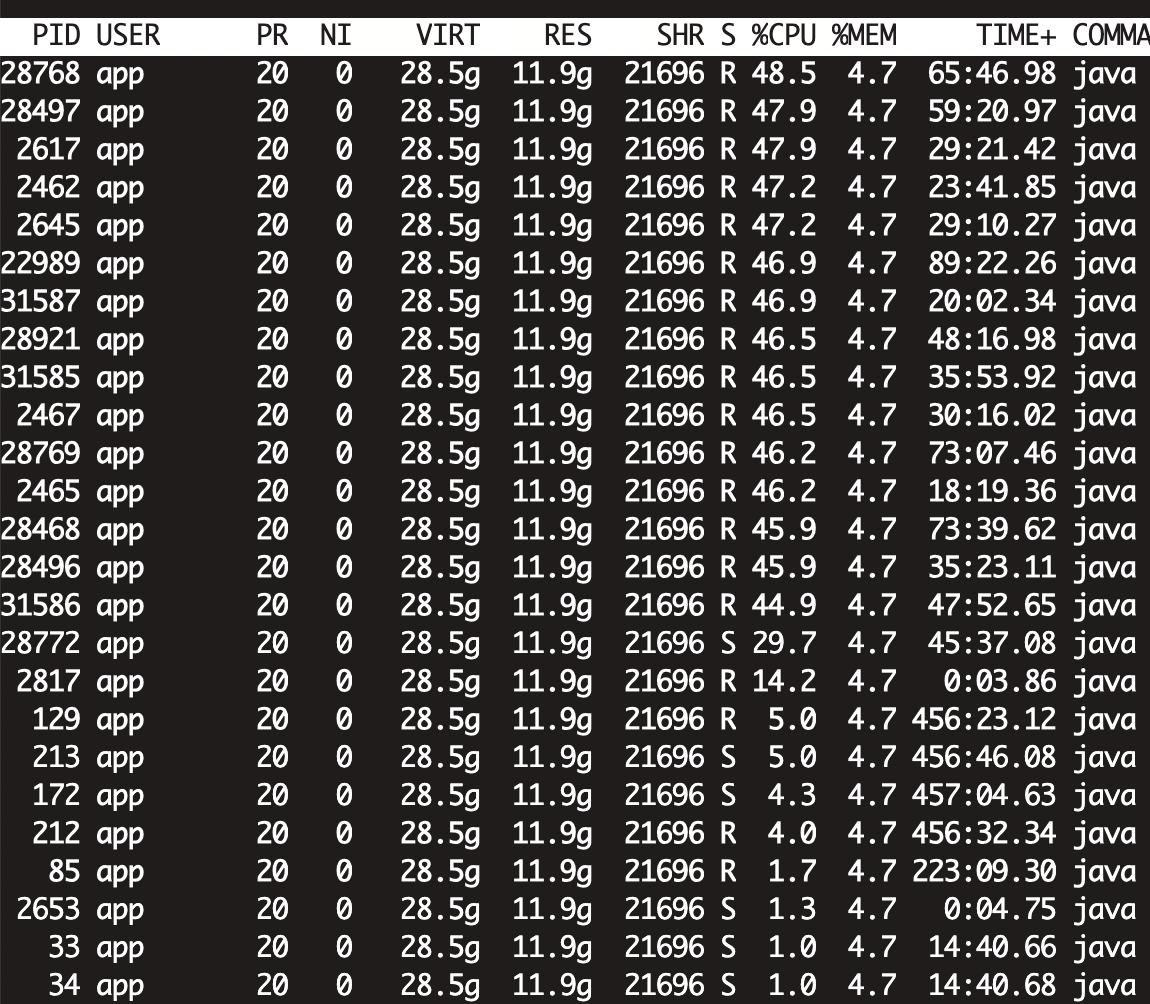 PID USER PR NI VIRT RES SHR S %CPU %MEM TIME+ COMMA
28768 app 20 0 28.5g 11.9g 21696 R 48.5 4.7 65:46.98 java
28497 app 20 0 28.5g 11.9g 21696 R 47.9 4.7 59:20.97 java
2617 app 20 0 28.5g 11.9g 21696 R 47.9 4.7 29:21.42 java
2462 app 20 0 28.5g 11.9g 21696 R 47.2 4.7 23:41.85 java
2645 app 20 0 28.5g 11.9g 21696 R 47.2 4.7 29:10.27 java
22989 app 20 0 28.5g 11.9g 21696 R 46.9 4.7 89:22.26 java
31587 app 20 0 28.5g 11.9g 21696 R 46.9 4.7 20:02.34 java
28921 app 20 0 28.5g 11.9g 21696 R 46.5 4.7 48:16.98 java
31585 app 20 0 28.5g 11.9g 21696 R 46.5 4.7 35:53.92 java
2467 app 20 0 28.5g 11.9g 21696 R 46.5 4.7 30:16.02 java
28769 app 20 0 28.5g 11.9g 21696 R 46.2 4.7 73:07.46 java
2465 app 20 0 28.5g 11.9g 21696 R 46.2 4.7 18:19.36 java
28468 app 20 0 28.5g 11.9g 21696 R 45.9 4.7 73:39.62 java
28496 app 20 0 28.5g 11.9g 21696 R 45.9 4.7 35:23.11 java
31586 app 20 0 28.5g 11.9g 21696 R 44.9 4.7 47:52.65 java
28772 app 20 0 28.5g 11.9g 21696 S 29.7 4.7 45:37.08 java
2817 app 20 0 28.5g 11.9g 21696 R 14.2 4.7 0:03.86 java
129 app 20 0 28.5g 11.9g 21696 R 5.0 4.7 456:23.12 java
213 app 20 0 28.5g 11.9g 21696 S 5.0 4.7 456:46.08 java
172 app 20 0 28.5g 11.9g 21696 S 4.3 4.7 457:04.63 java
212 app 20 0 28.5g 11.9g 21696 R 4.0 4.7 456:32.34 java
85 app 20 0 28.5g 11.9g 21696 R 1.7 4.7 223:09.30 java
2653 app 20 0 28.5g 11.9g 21696 S 1.3 4.7 0:04.75 java
33 app 20 0 28.5g 11.9g 21696 S 1.0 4.7 14:40.66 java
34 app 20 0 28.5g 11.9g 21696 S 1.0 4.7 14:40.68 java